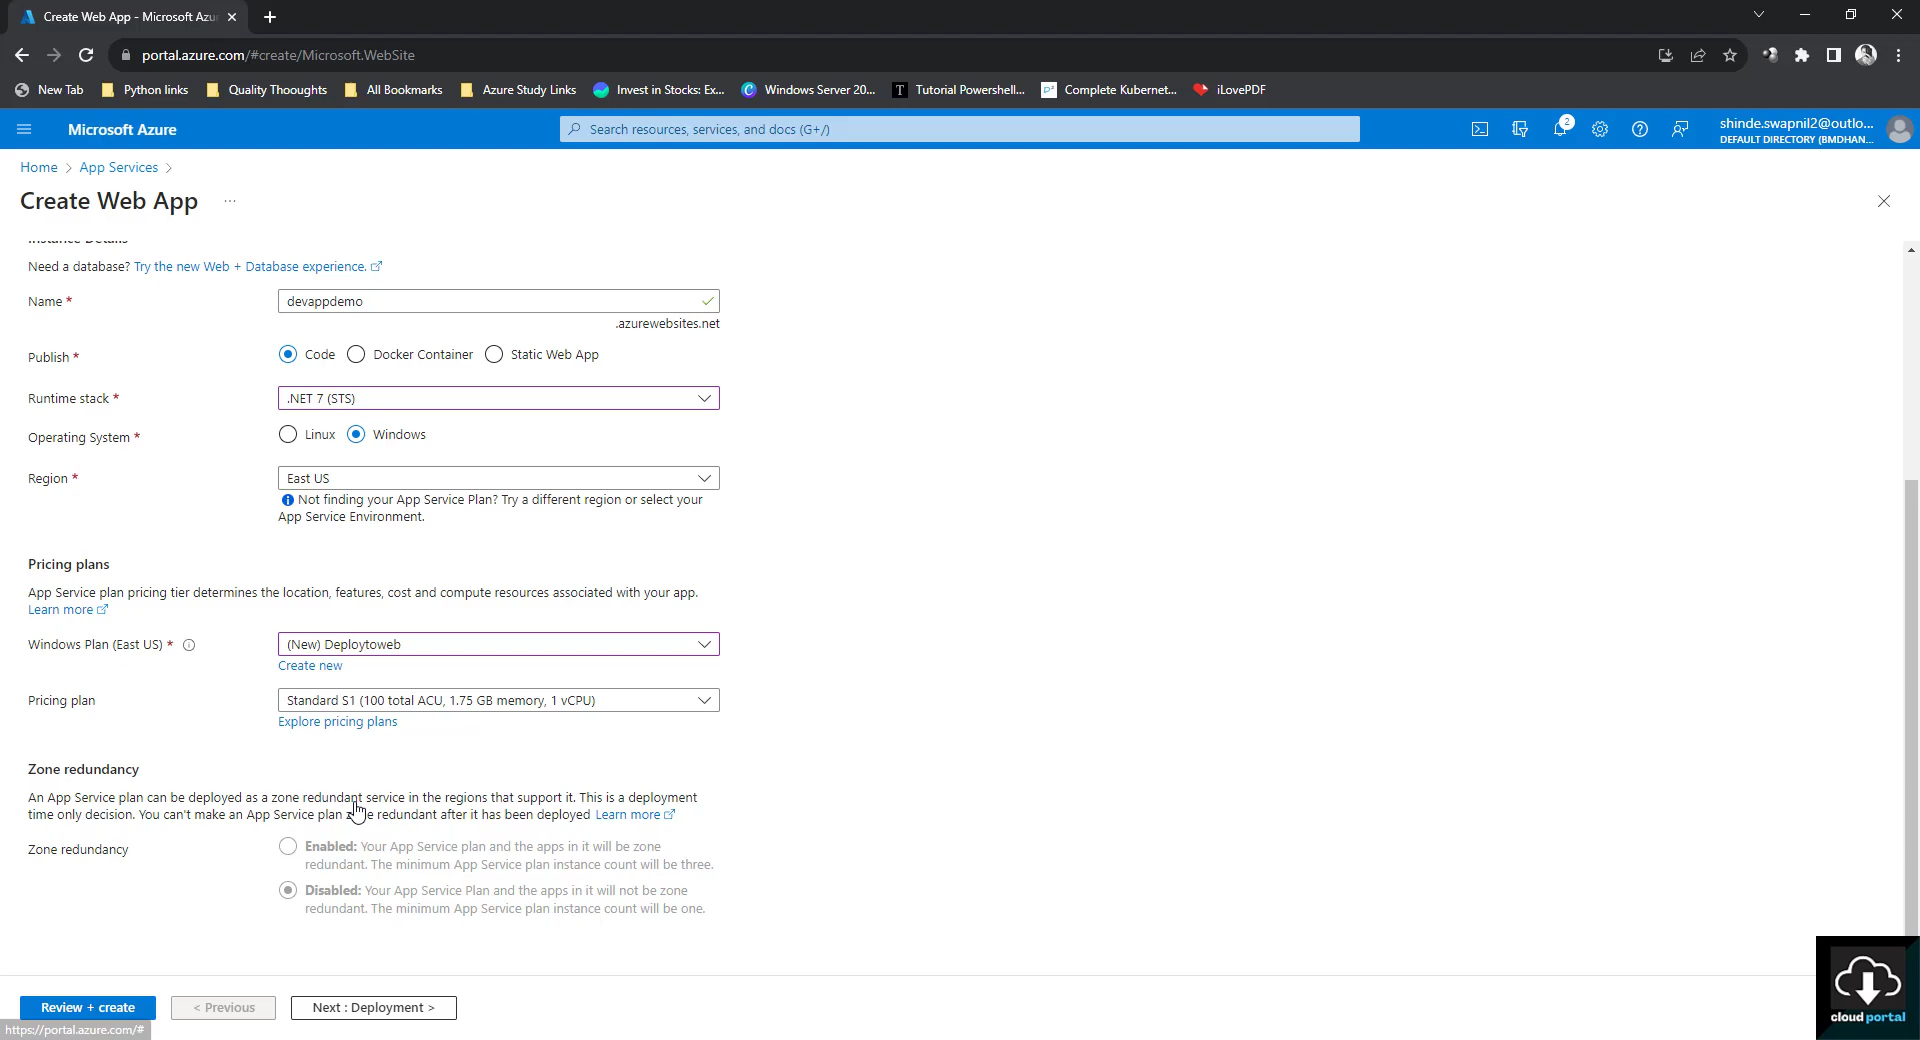 Create Web App - Microsoft Azu
portal.azure.com/#create/Microsoft.WebSite
New Tab
Python links
Quality Thooughts
All Bookmarks
Azure Study Links
Invest in Stocks: Ex...
Windows Server 20...
Tutorial Powershell...
Complete Kubernet...
iLovePDF
Microsoft Azure
Search resources, services, and docs (G+/)
2
shinde.swapnil2@outlo...
DEFAULT DIRECTORY (BMDHAN...
Home > App Services >
Create Web App ...
Instance Details
Need a database? Try the new Web + Database experience.
Name *
devappdemo
.azurewebsites.net
Publish *
Code
Docker Container
Static Web App
Runtime stack *
.NET 7 (STS)
Operating System *
Linux
Windows
Region *
East US
Not finding your App Service Plan? Try a different region or select your
App Service Environment.
Pricing plans
App Service plan pricing tier determines the location, features, cost and compute resources associated with your app.
Learn more
Windows Plan (East US) *
(New) Deploytoweb
Create new
Pricing plan
Standard S1 (100 total ACU, 1.75 GB memory, 1 vCPU)
Explore pricing plans
Zone redundancy
An App Service plan can be deployed as a zone redundant service in the regions that support it. This is a deployment
time only decision. You can't make an App Service plan zone redundant after it has been deployed Learn more
Zone redundancy
Enabled: Your App Service plan and the apps in it will be zone
redundant. The minimum App Service plan instance count will be three.
Disabled: Your App Service Plan and the apps in it will not be zone
redundant. The minimum App Service plan instance count will be one.
Review + create
< Previous
Next : Deployment >
https://portal.azure.com/#
cloud portal